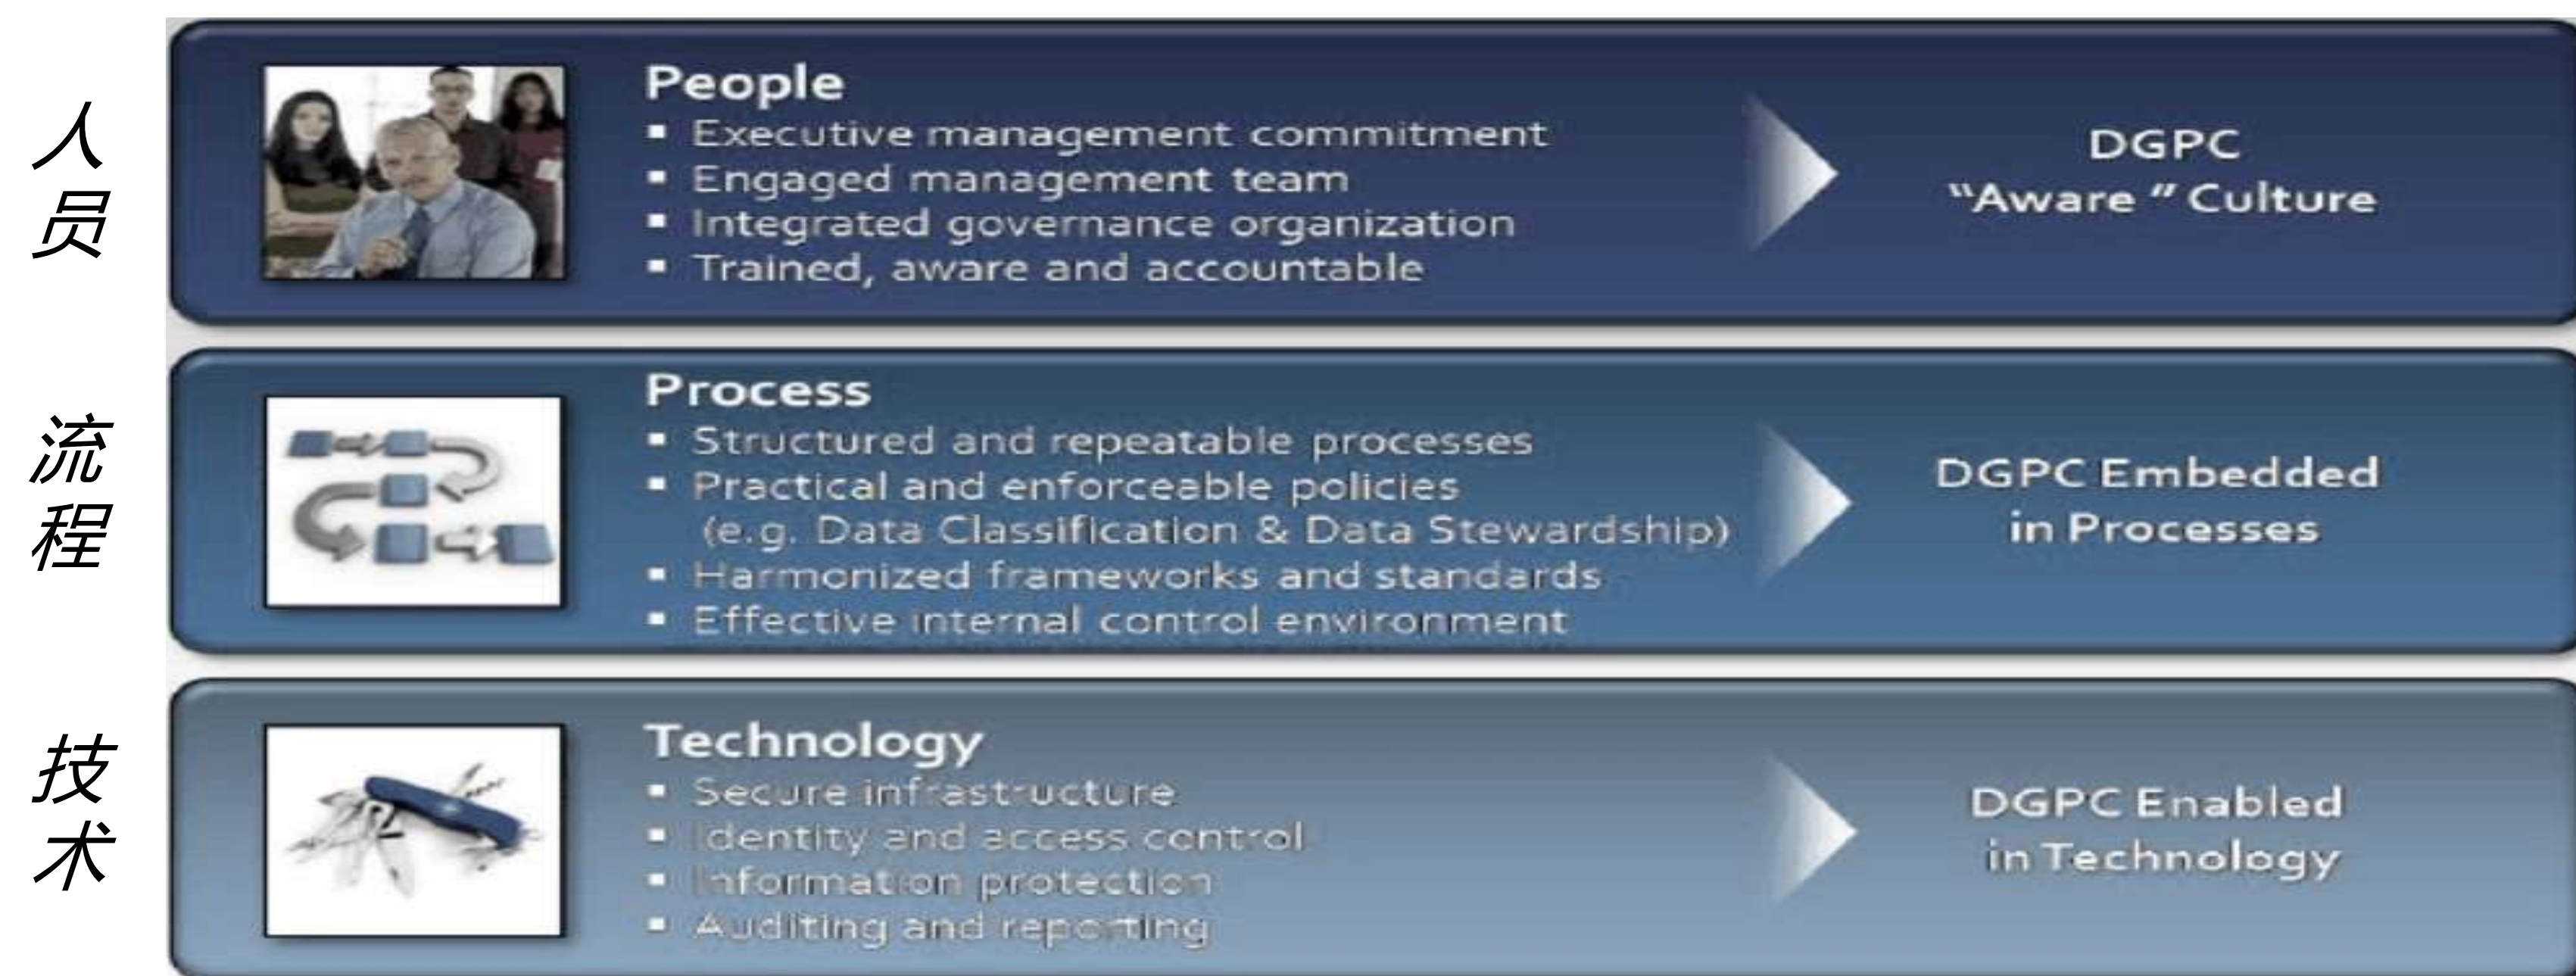 人员
People
▪ Executive management commitment
▪ Engaged management team
▪ Integrated governance organization
▪ Trained, aware and accountable
DGPC
“Aware ” Culture
流程
Process
▪ Structured and repeatable processes
▪ Practical and enforceable policies
(e.g. Data Classification & Data Stewardship)
▪ Harmonized frameworks and standards
▪ Effective internal control environment
DGPC Embedded
in Processes
技术
Technology
▪ Secure infrastructure
▪ Identity and access control
▪ Information protection
▪ Auditing and reporting
DGPC Enabled
in Technology